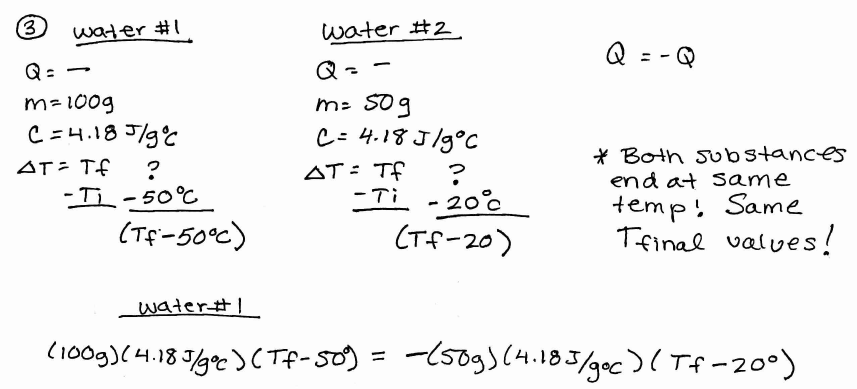 ③ water #1
Q = —
m = 100g
C = 4.18 J/g°C
ΔT = Tf ?
- Ti - 50°C
(Tf - 50°C)
water #2
Q = -
m = 50g
C = 4.18 J/g°C
ΔT = Tf ?
- Ti - 20°C
(Tf - 20)
Q = - Q
* Both substances
end at same
temp! Same
Tfinal values!
water #1
(100g)(4.18 J/g°C)(Tf - 50°) = -(50g)(4.18 J/g°C)(Tf - 20°)